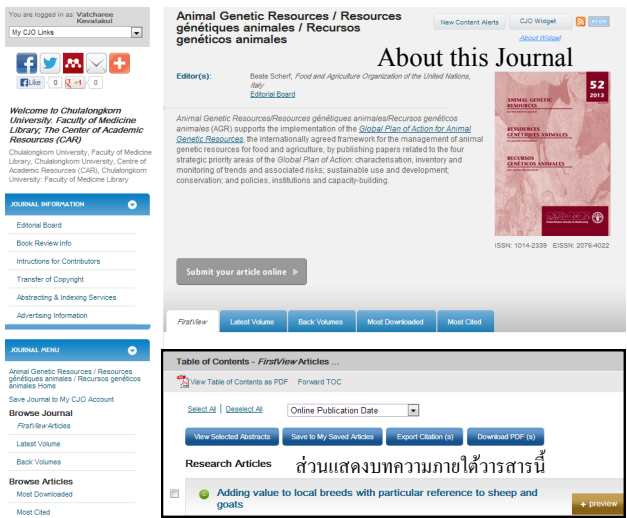 You are logged in as: Valcharee
Kevalakul
My CJO Links
Like 0 +1 2
Welcome to Chulalongkorn
University. Faculty of Medicine
Library; The Center of Academic
Resources (CAR)
Chulalongkorn University, Faculty of Medicine
Library, Chulalongkorn University, Centre of
Academic Resources (CAR), Chulalongkorn
University: Faculty of Medicine Library
JOURNAL INFORMATION
Editorial Board
Book Review Info
Intructions for Contributors
Transfer of Copyright
Abstracting & Indexing Services
Advertising Information
JOURNAL MENU
Animal Genetic Resources / Resources
génétiques animales / Recursos genéticos
animales Home
Save Journal to My CJO Account
Browse Journal
FirstView Articles
Latest Volume
Back Volumes
Browse Articles
Most Downloaded
Most Cited
Animal Genetic Resources / Resources
génétiques animales / Recursos
genéticos animales
New Content Alerts
CJO Widget
About Widget
About this Journal
Editor(s): Beate Scherf, Food and Agriculture Organization of the United Nations,
Italy
Editorial Board
Animal Genetic Resources/Resources génétiques animales/Recursos genéticos
animales (AGR) supports the implementation of the Global Plan of Action for Animal
Genetic Resources, the internationally agreed framework for the management of animal
genetic resources for food and agriculture, by publishing papers related to the four
strategic priority areas of the Global Plan of Action: characterisation, inventory and
monitoring of trends and associated risks; sustainable use and development;
conservation; and policies, institutions and capacity-building.
52
2013
ANIMAL GENETIC
RESOURCES
RESSOURCES
GÉNÉTIQUES ANIMALES
RECURSOS
GENÉTICOS ANIMALES
ISSN: 1014-2339 EISSN: 2076-4022
Submit your article online
FirstView
Latest Volume
Back Volumes
Most Downloaded
Most Cited
Table of Contents - FirstView Articles ...
View Table of Contents as PDF Forward TOC
Select All | Deselect All
Online Publication Date
View Selected Abstracts
Save to My Saved Articles
Export Citation (s)
Download PDF (s)
Research Articles
ส่วนแสดงบทความภายใต้วารสารนี้
Adding value to local breeds with particular reference to sheep and
goats
+ preview